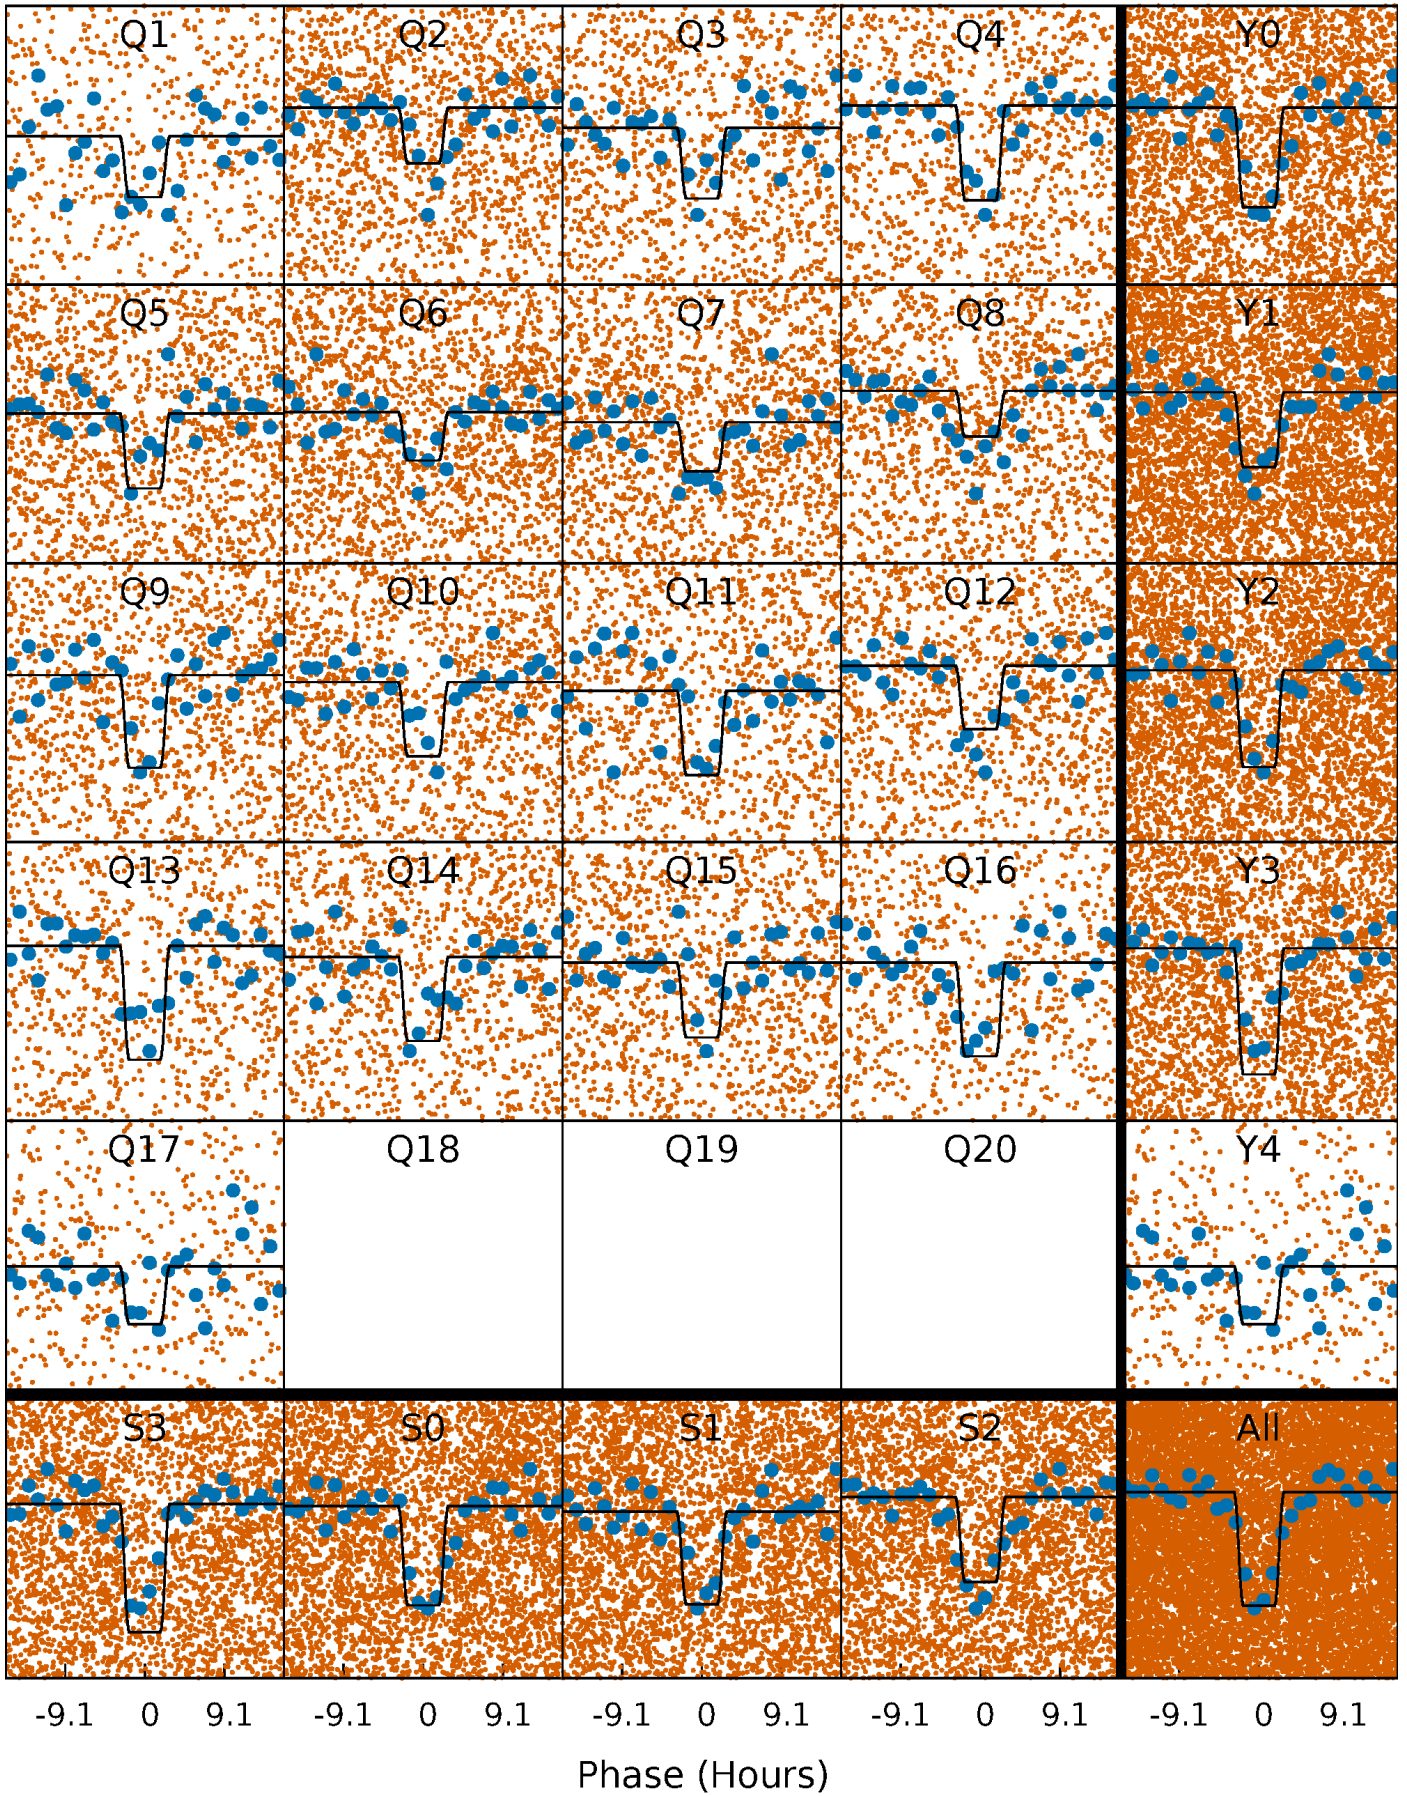 Q1 Q2 Q3 Q4 Y0
Q5 Q6 Q7 Q8 Y1
Q9 Q10 Q11 Q12 Y2
Q13 Q14 Q15 Q16 Y3
Q17 Q18 Q19 Q20 Y4
S3 S0 S1 S2 All
-9.1 0 9.1 -9.1 0 9.1 -9.1 0 9.1 -9.1 0 9.1 -9.1 0 9.1
Phase (Hours)